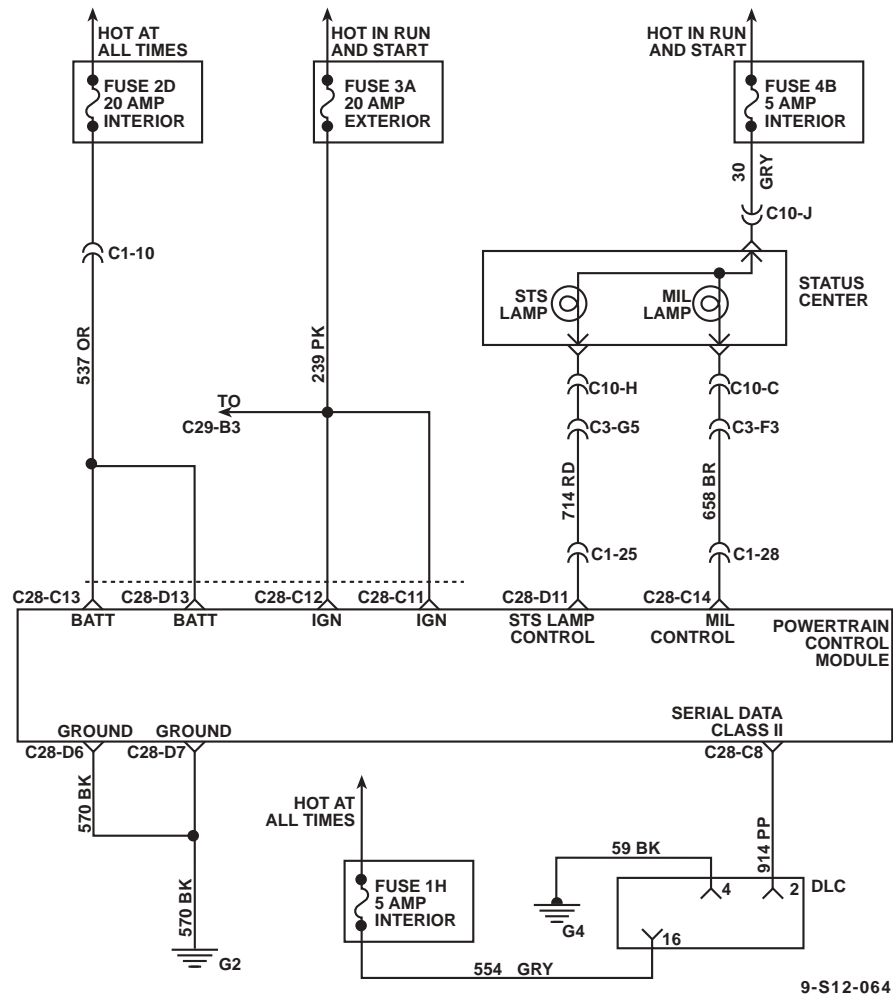 HOT AT
ALL TIMES
HOT IN RUN
AND START
HOT IN RUN
AND START
FUSE 2D
20 AMP
INTERIOR
FUSE 3A
20 AMP
EXTERIOR
FUSE 4B
5 AMP
INTERIOR
30
GRY
C10-J
C1-10
STS
LAMP
MIL
LAMP
STATUS
CENTER
537 OR
239 PK
C10-H
C10-C
TO
C29-B3
C3-G5
C3-F3
714 RD
658 BR
C1-25
C1-28
C28-C13
C28-D13
C28-C12
C28-C11
C28-D11
C28-C14
BATT
BATT
IGN
IGN
STS LAMP
CONTROL
MIL
CONTROL
POWERTRAIN
CONTROL
MODULE
GROUND
GROUND
SERIAL DATA
CLASS II
C28-D6
C28-D7
C28-C8
570 BK
HOT AT
ALL TIMES
914 PP
59 BK
570 BK
FUSE 1H
5 AMP
INTERIOR
4
2
DLC
G4
16
G2
554 GRY
9-S12-064